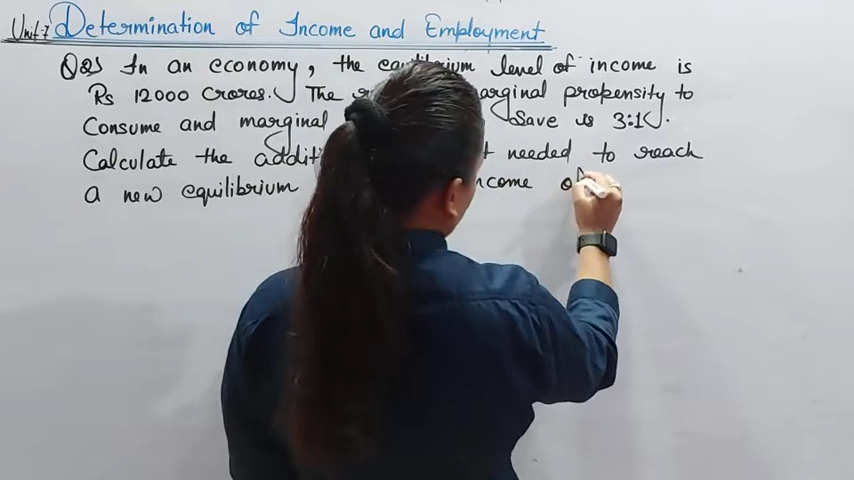 Unit-7 Determination of Income and Employment
Q25 In an economy, the equilibrium level of income is
Rs 12000 crores. The marginal propensity to
Consume and marginal Save is 3:1.
Calculate the needed to reach
a new equilibrium income of